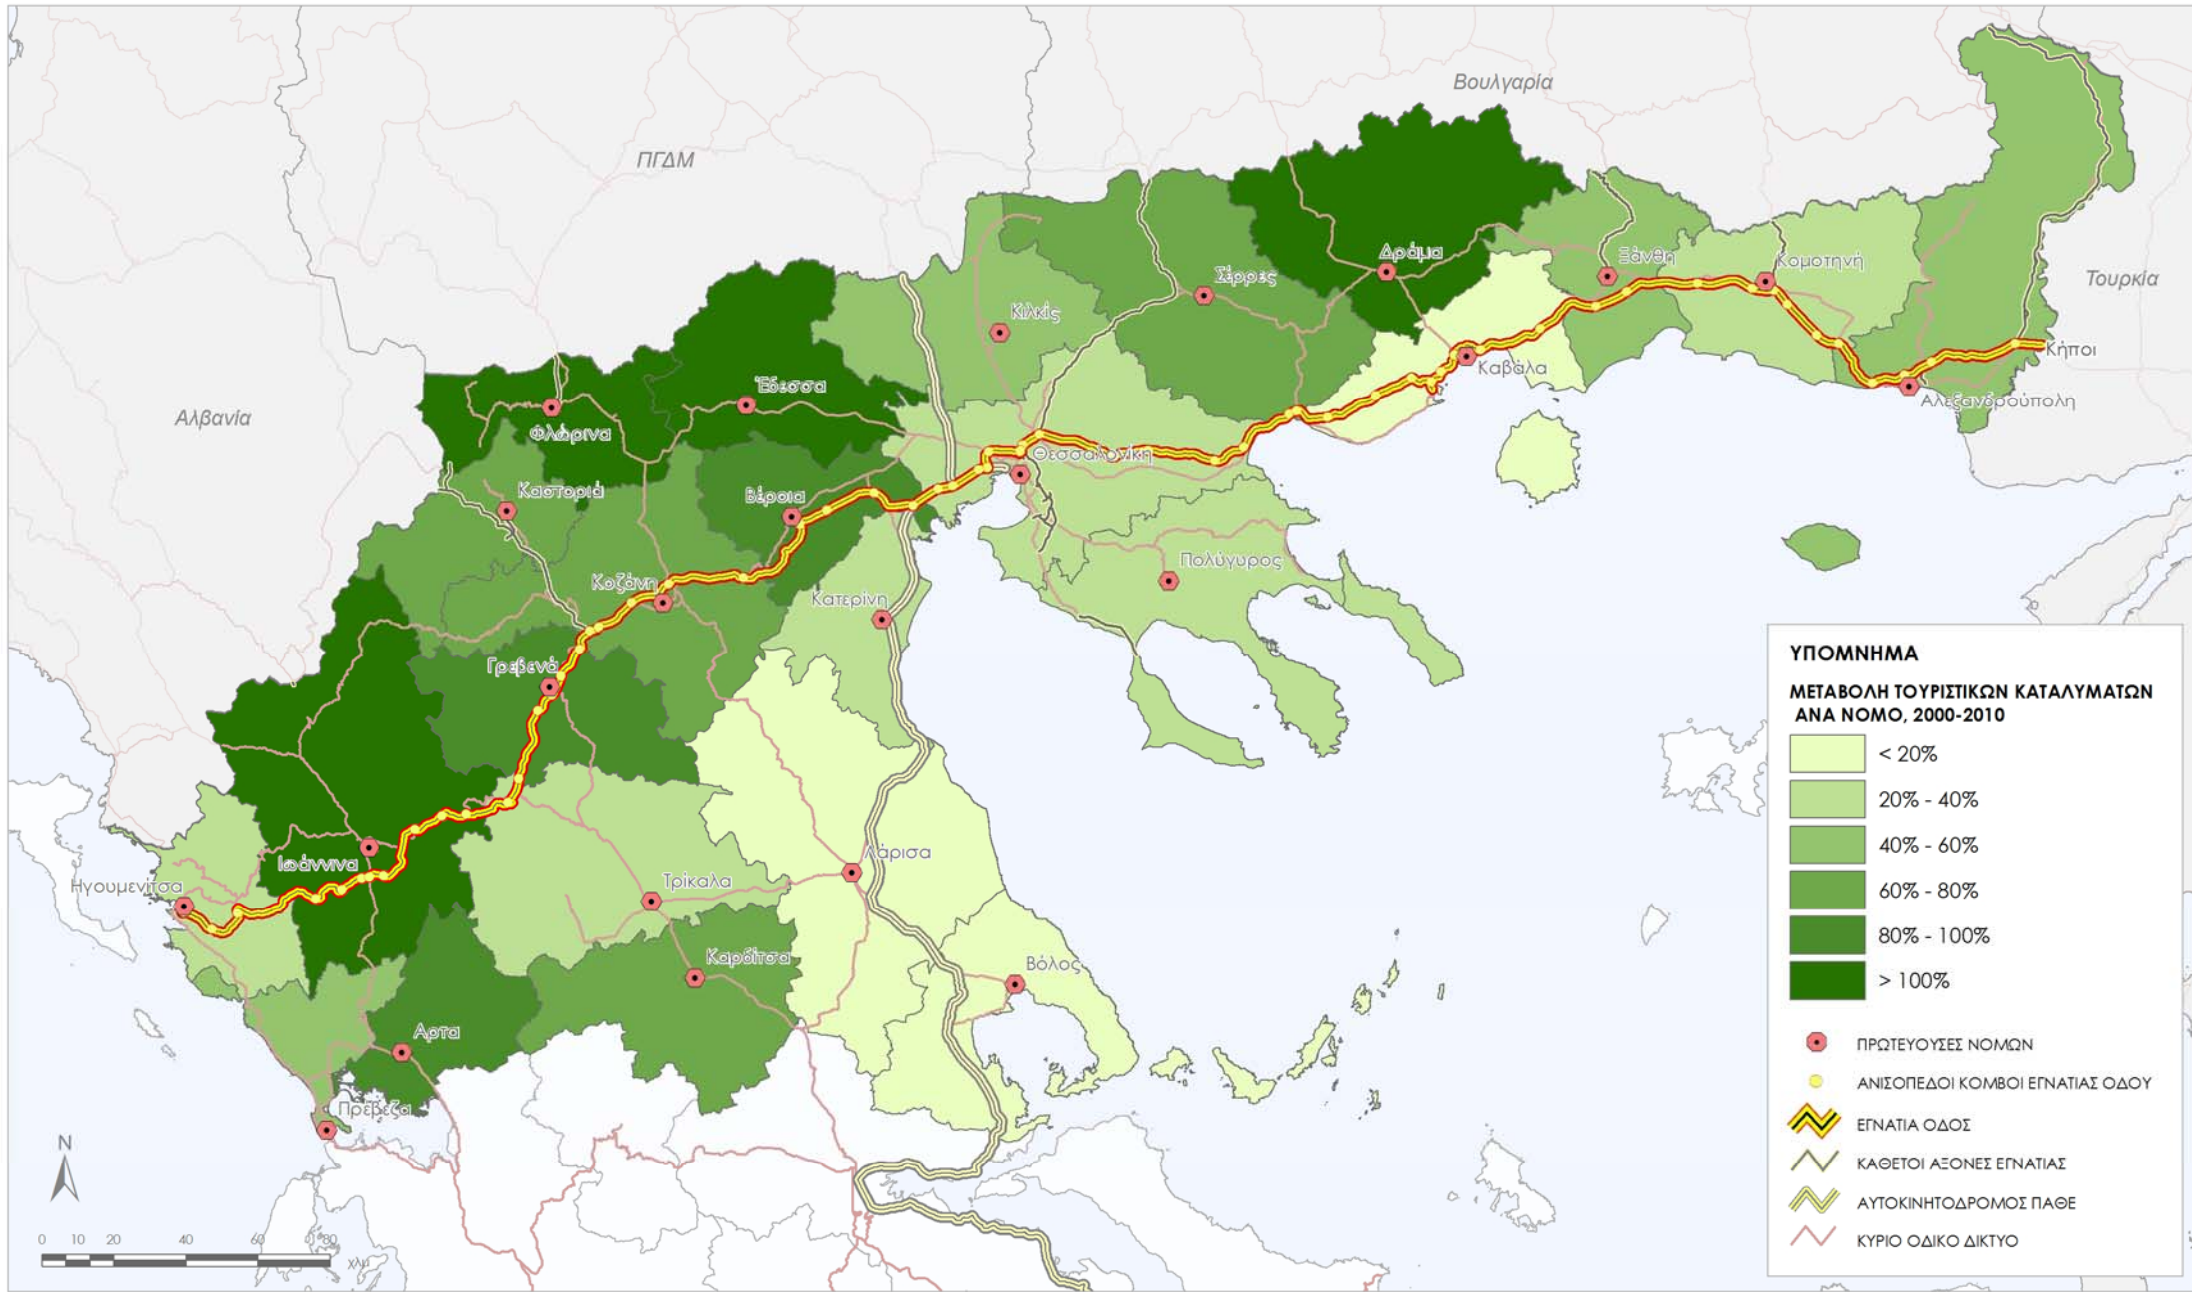 Βουλγαρία
ΠΓΔΜ
Τουρκία
Αλβανία
Δράμα
Ξάνθη
Κομοτηνή
Σέρρες
Κιλκίς
Κήποι
Καβάλα
Έδεσσα
Αλεξανδρούπολη
Φλώρινα
Θεσσαλονίκη
Καστοριά
Βέροια
Πολύγυρος
Κοζάνη
Κατερίνη
Γρεβενά
Ιωάννινα
Λάρισα
Ηγουμενίτσα
Τρίκαλα
Καρδίτσα
Βόλος
Αρτα
Πρέβεζα
N
0 10 20 40 60 80
χλμ
ΥΠΟΜΝΗΜΑ
ΜΕΤΑΒΟΛΗ ΤΟΥΡΙΣΤΙΚΩΝ ΚΑΤΑΛΥΜΑΤΩΝ
ΑΝΑ ΝΟΜΟ, 2000-2010
< 20%
20% - 40%
40% - 60%
60% - 80%
80% - 100%
> 100%
ΠΡΩΤΕΥΟΥΣΕΣ ΝΟΜΩΝ
ΑΝΙΣΟΠΕΔΟΙ ΚΟΜΒΟΙ ΕΓΝΑΤΙΑΣ ΟΔΟΥ
ΕΓΝΑΤΙΑ ΟΔΟΣ
ΚΑΘΕΤΟΙ ΑΞΟΝΕΣ ΕΓΝΑΤΙΑΣ
ΑΥΤΟΚΙΝΗΤΟΔΡΟΜΟΣ ΠΑΘΕ
ΚΥΡΙΟ ΟΔΙΚΟ ΔΙΚΤΥΟ